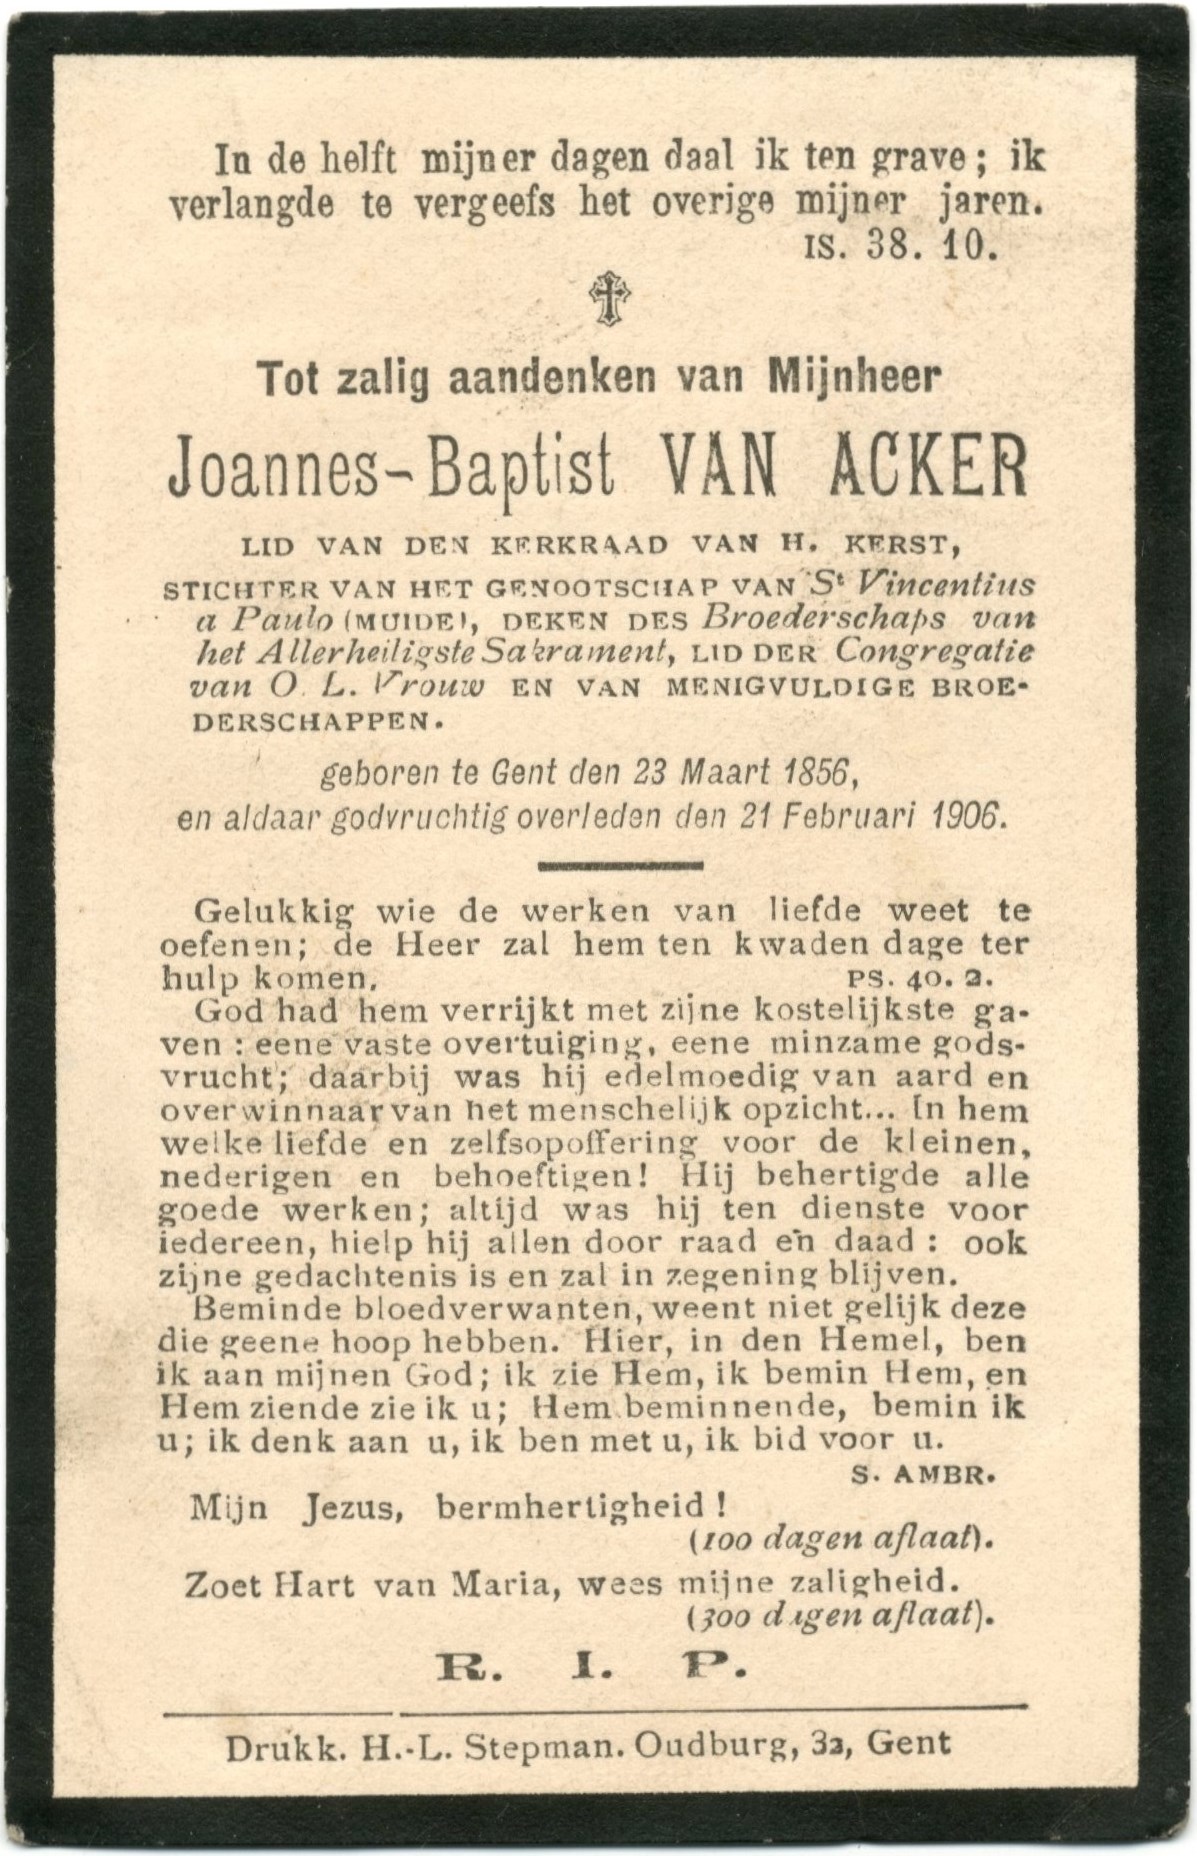 In de helft mijner dagen daal ik ten grave; ik
verlangde te vergeefs het overige mijner jaren.
IS. 38. 10.
Tot zalig aandenken van Mijnheer
Joannes-Baptist VAN ACKER
LID VAN DEN KERKRAAD VAN H. KERST,
STICHTER VAN HET GENOOTSCHAP VAN St Vincentius
a Paulo (MUIDE), DEKEN DES Broederschaps van
het Allerheiligste Sakrament, LID DER Congregatie
van O. L. Vrouw EN VAN MENIGVULDIGE BROE-
DERSCHAPPEN.
geboren te Gent den 23 Maart 1856,
en aldaar godvruchtig overleden den 21 Februari 1906.
Gelukkig wie de werken van liefde weet te
oefenen; de Heer zal hem ten kwaden dage ter
hulp komen. PS. 40. 2.
God had hem verrijkt met zijne kostelijkste ga-
ven : eene vaste overtuiging, eene minzame gods-
vrucht; daarbij was hij edelmoedig van aard en
overwinnaar van het menschelijk opzicht... In hem
welke liefde en zelfsopoffering voor de kleinen,
nederigen en behoeftigen! Hij behertigde alle
goede werken; altijd was hij ten dienste voor
iedereen, hielp hij allen door raad en daad : ook
zijne gedachtenis is en zal in zegening blijven.
Beminde bloedverwanten, weent niet gelijk deze
die geene hoop hebben. Hier, in den Hemel, ben
ik aan mijnen God; ik zie Hem, ik bemin Hem, en
Hem ziende zie ik u; Hem beminnende, bemin ik
u; ik denk aan u, ik ben met u, ik bid voor u.
S. AMBR.
Mijn Jezus, bermhertigheid !
(100 dagen aflaat).
Zoet Hart van Maria, wees mijne zaligheid.
(300 dagen aflaat).
R. I. P.
Drukk. H.-L. Stepman. Oudburg, 32, Gent